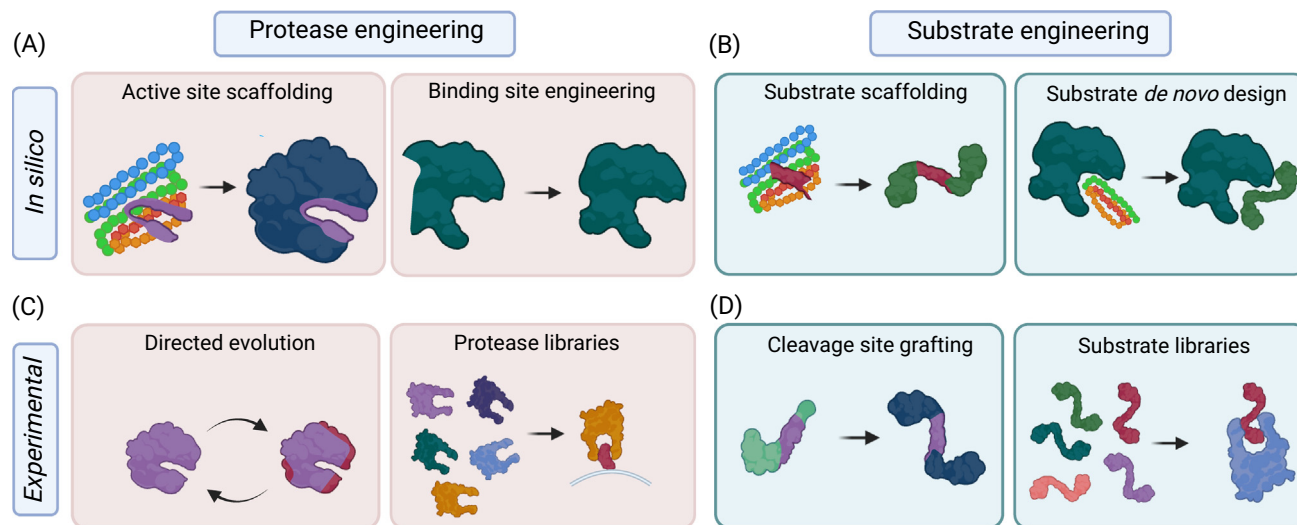 Protease engineering
Substrate engineering
(A)
(B)
In silico
Active site scaffolding
Binding site engineering
Substrate scaffolding
Substrate de novo design
(C)
(D)
Experimental
Directed evolution
Protease libraries
Cleavage site grafting
Substrate libraries